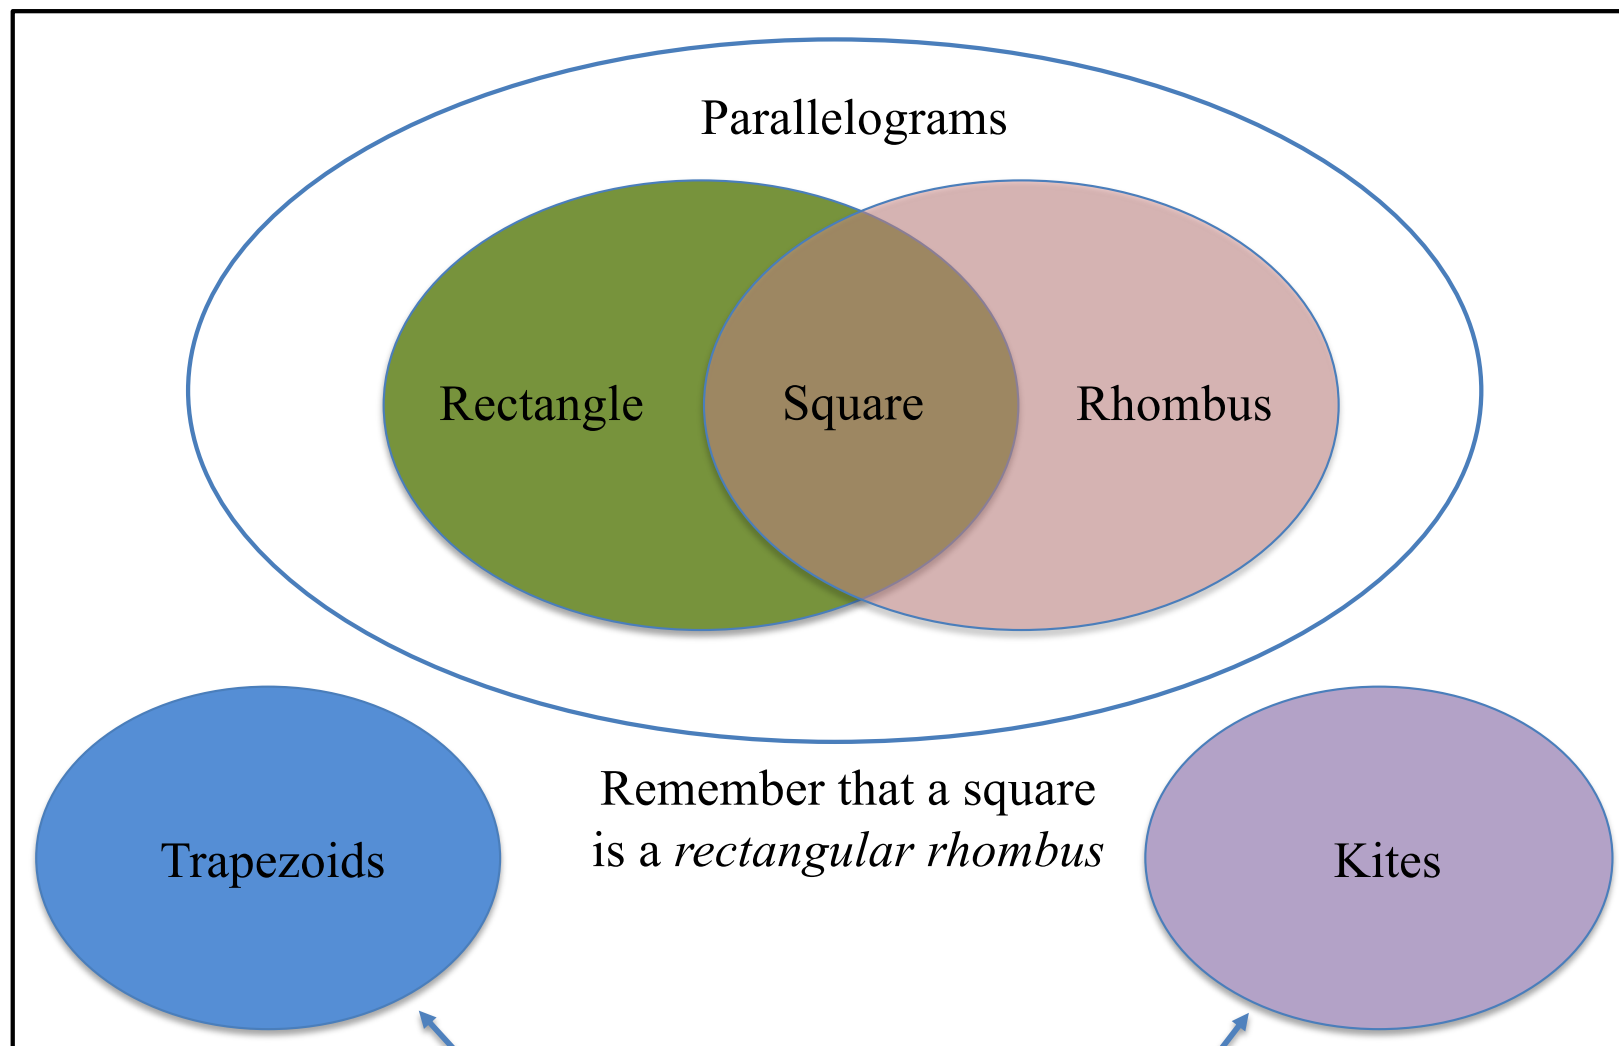 Parallelograms
Rectangle
Square
Rhombus
Remember that a square
is a rectangular rhombus
Trapezoids
Kites